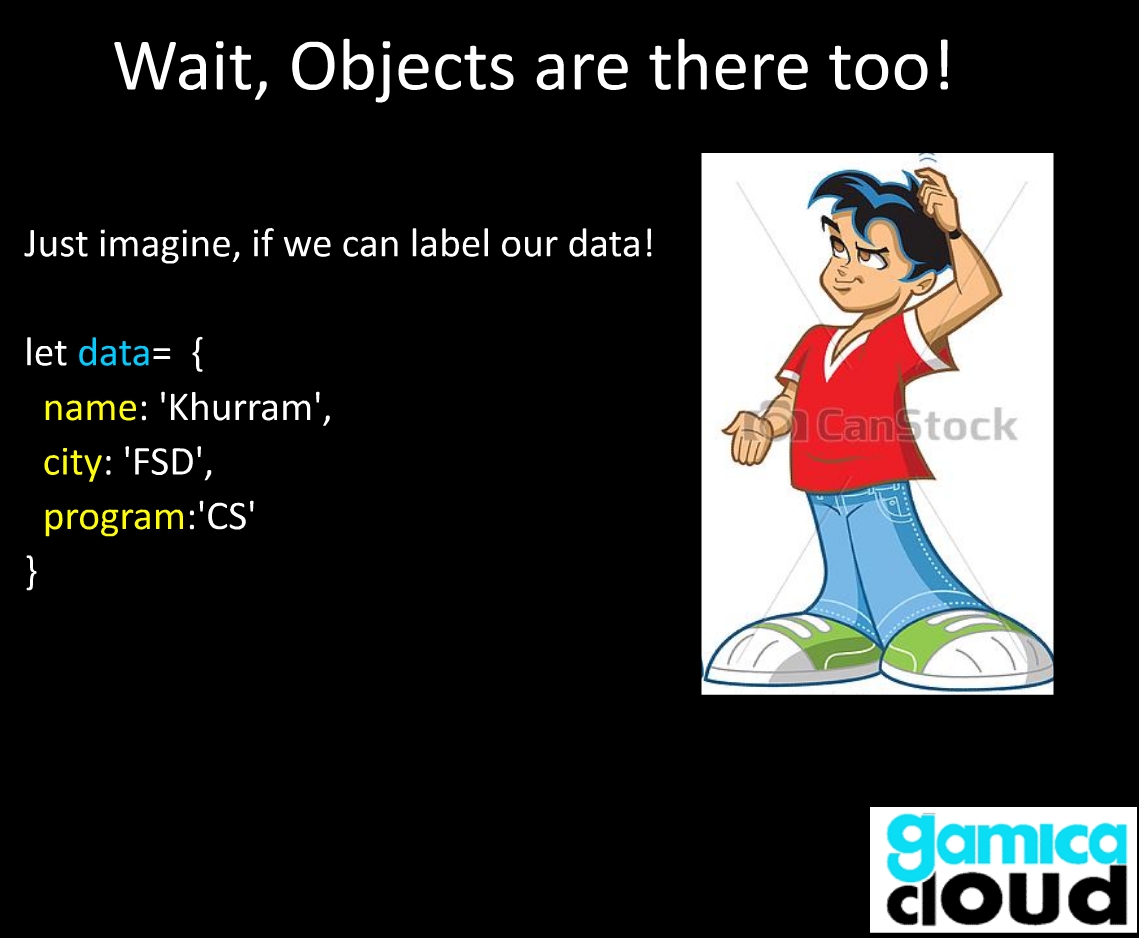 Wait, Objects are there too!
Just imagine, if we can label our data!
let data=  {
  name: 'Khurram',
  city: 'FSD',
  program:'CS'
}
CanStock
gamica
cloud